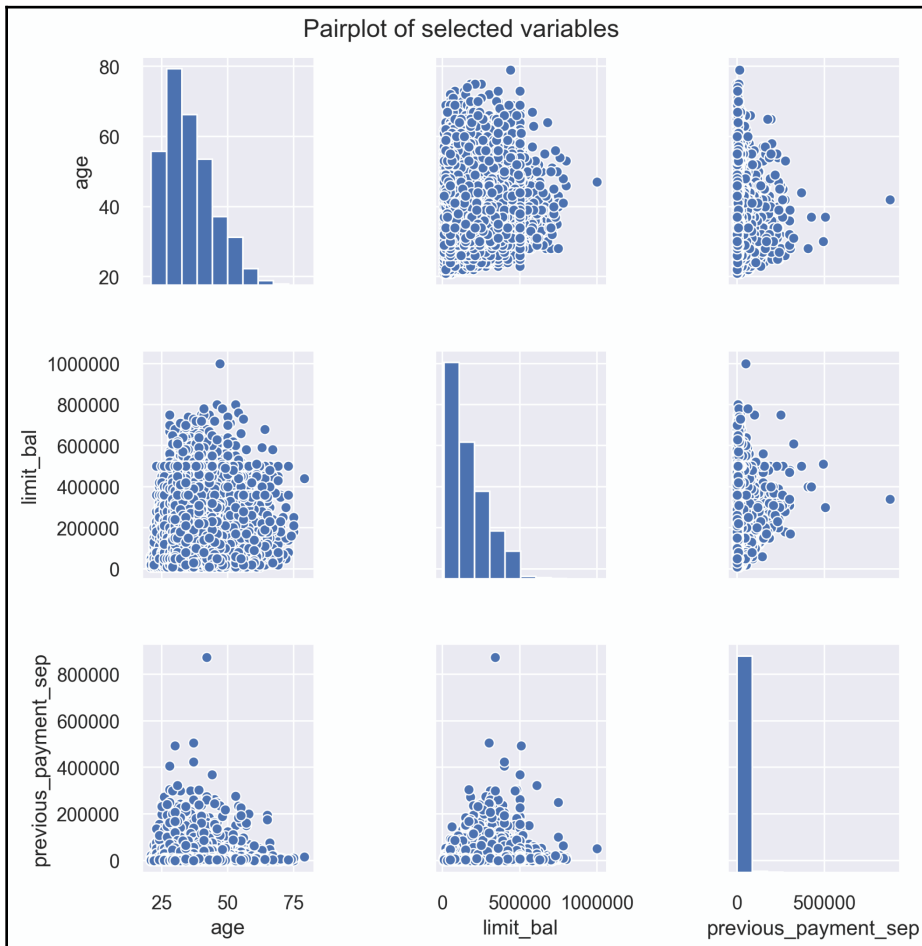 Pairplot of selected variables
80
60
40
20
age
1000000
800000
600000
400000
200000
0
limit_bal
800000
600000
400000
200000
0
previous_payment_sep
25 50 75
age
0 500000 1000000
limit_bal
0 500000
previous_payment_sep